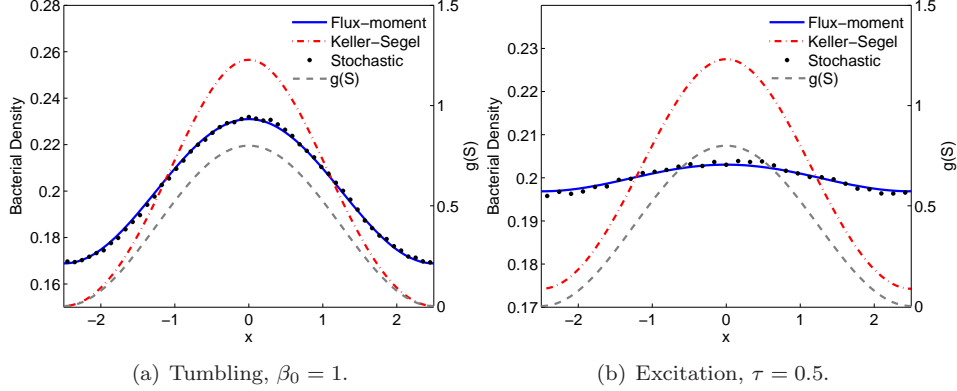 0.28
0.26
0.24
0.22
0.2
0.18
0.16
Bacterial Density
−2 −1 0 1 2
x
1.5
1
0.5
0
g(S)
Flux−moment
Keller−Segel
Stochastic
g(S)
(a) Tumbling, β₀ = 1.
0.23
0.22
0.21
0.2
0.19
0.18
0.17
Bacterial Density
−2 −1 0 1 2
x
1.5
1
0.5
0
g(S)
Flux−moment
Keller−Segel
Stochastic
g(S)
(b) Excitation, τ = 0.5.